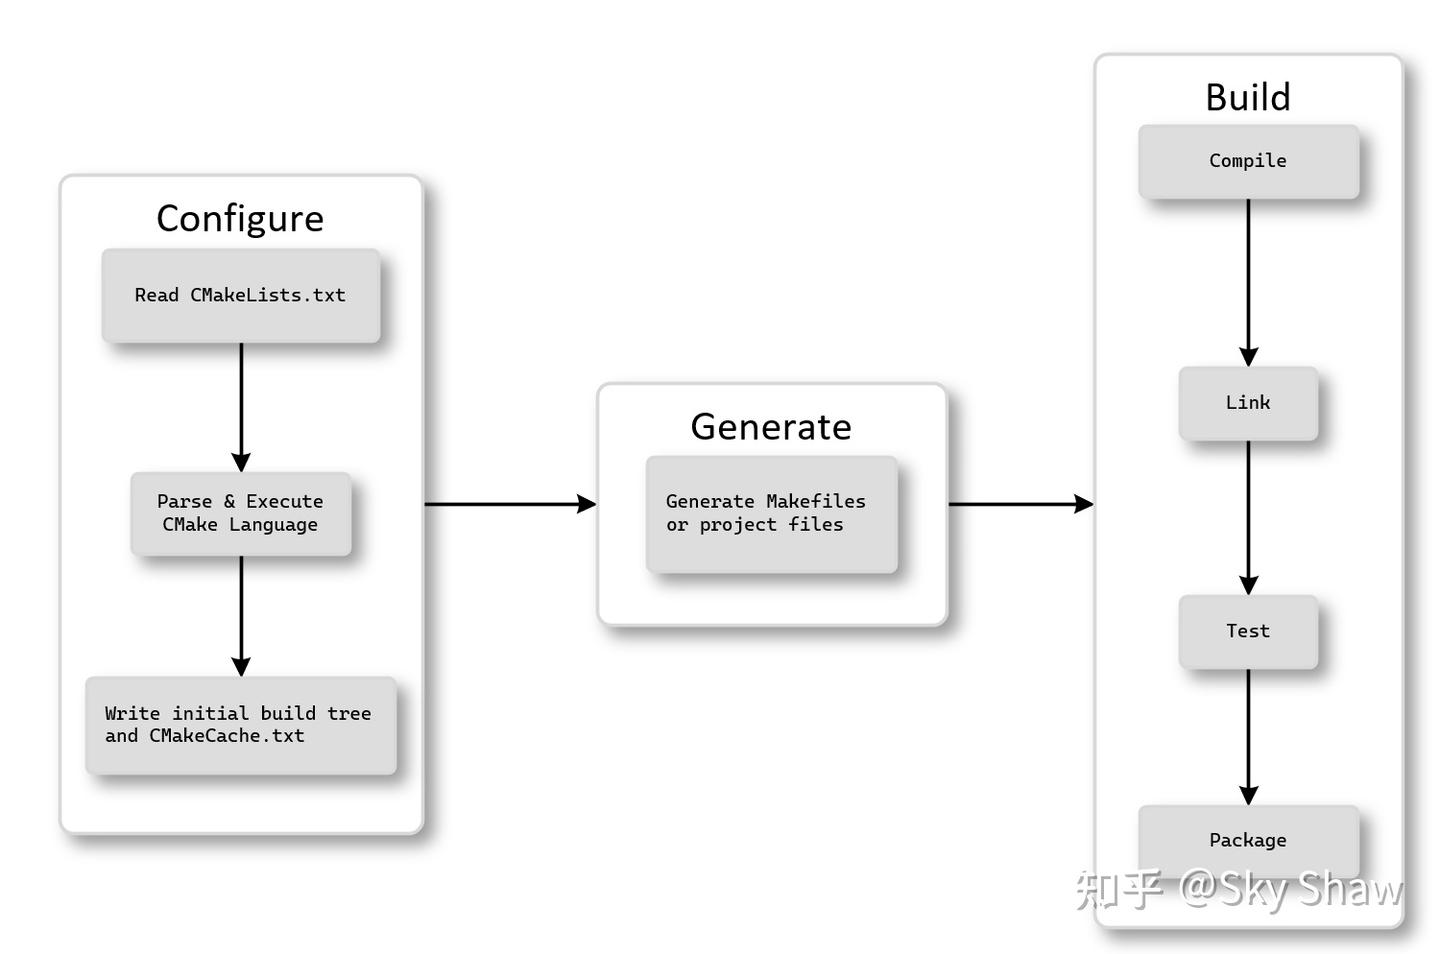 Configure
Read CMakeLists.txt
Parse & Execute
CMake Language
Write initial build tree
and CMakeCache.txt
Generate
Generate Makefiles
or project files
Build
Compile
Link
Test
Package
知乎 @Sky Shaw